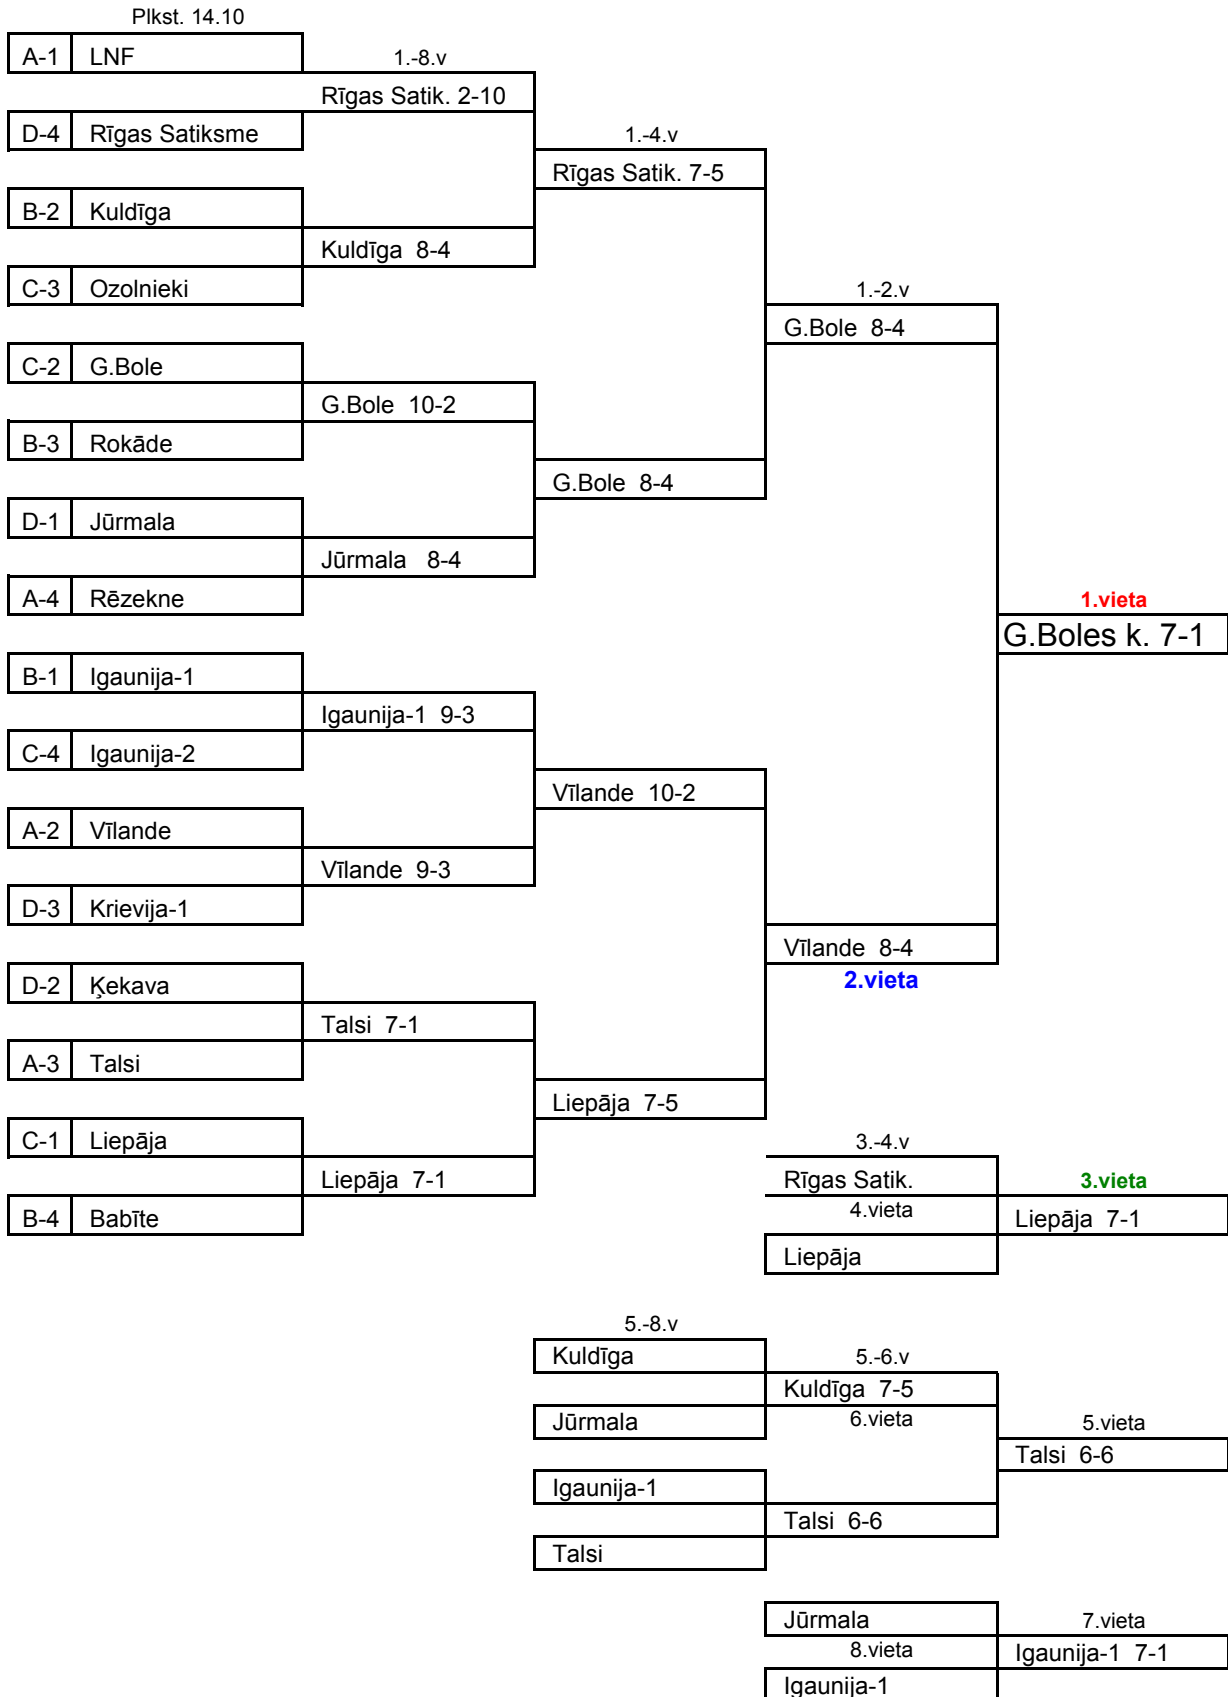 Plkst. 14.10
A-1 LNF 1.-8.v
Rīgas Satik. 2-10
D-4 Rīgas Satiksme 1.-4.v
Rīgas Satik. 7-5
B-2 Kuldīga
Kuldīga 8-4
C-3 Ozolnieki 1.-2.v
G.Bole 8-4
C-2 G.Bole
G.Bole 10-2
B-3 Rokāde
G.Bole 8-4
D-1 Jūrmala
Jūrmala 8-4
A-4 Rēzekne 1.vieta
G.Boles k. 7-1
B-1 Igaunija-1
Igaunija-1 9-3
C-4 Igaunija-2
Vīlande 10-2
A-2 Vīlande
Vīlande 9-3
D-3 Krievija-1
Vīlande 8-4
D-2 Ķekava 2.vieta
Talsi 7-1
A-3 Talsi
Liepāja 7-5
C-1 Liepāja 3.-4.v
Liepāja 7-1 Rīgas Satik. 3.vieta
B-4 Babīte 4.vieta Liepāja 7-1
Liepāja
5.-8.v
Kuldīga 5.-6.v
Kuldīga 7-5
Jūrmala 6.vieta 5.vieta
Talsi 6-6
Igaunija-1
Talsi 6-6
Talsi
Jūrmala 7.vieta
8.vieta Igaunija-1 7-1
Igaunija-1